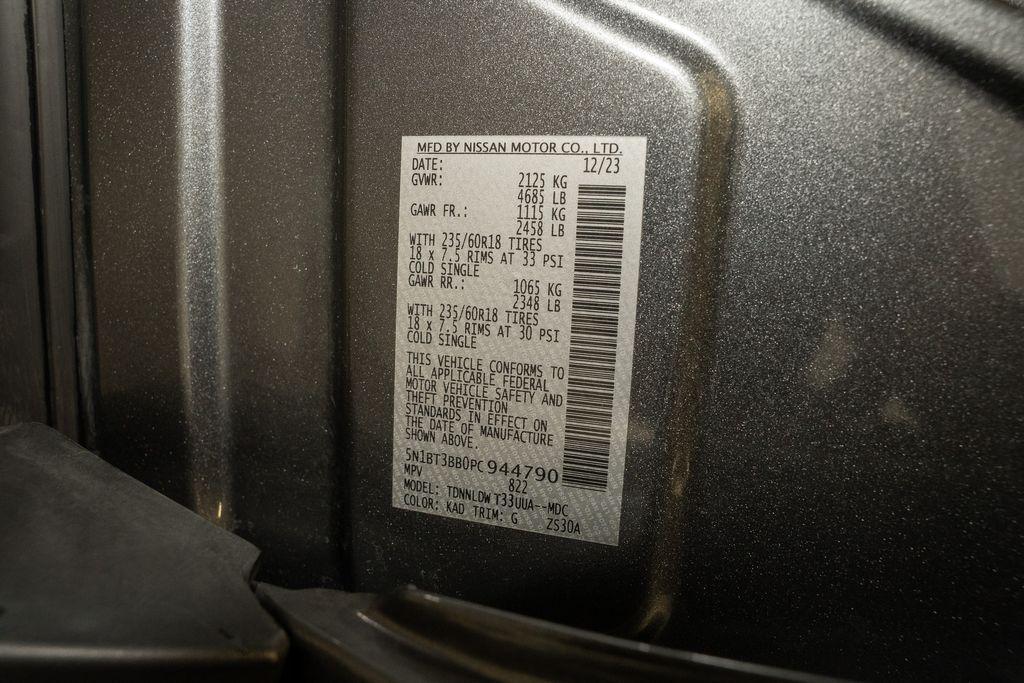 MFD BY NISSAN MOTOR CO., LTD.
DATE: 12/23
GVWR: 2125 KG
4685 LB
GAWR FR.: 1115 KG
2458 LB
WITH 235/60R18 TIRES
18 x 7.5 RIMS AT 33 PSI
COLD SINGLE
GAWR RR.: 1065 KG
2348 LB
WITH 235/60R18 TIRES
18 x 7.5 RIMS AT 30 PSI
COLD SINGLE
THIS VEHICLE CONFORMS TO
ALL APPLICABLE FEDERAL
MOTOR VEHICLE SAFETY AND
THEFT PREVENTION
STANDARDS IN EFFECT ON
THE DATE OF MANUFACTURE
SHOWN ABOVE.
5N1BT3BB0PC944790
MPV 822
MODEL: TDNNLDWT33UUA--MDC
COLOR: KAD TRIM: G ZS30A